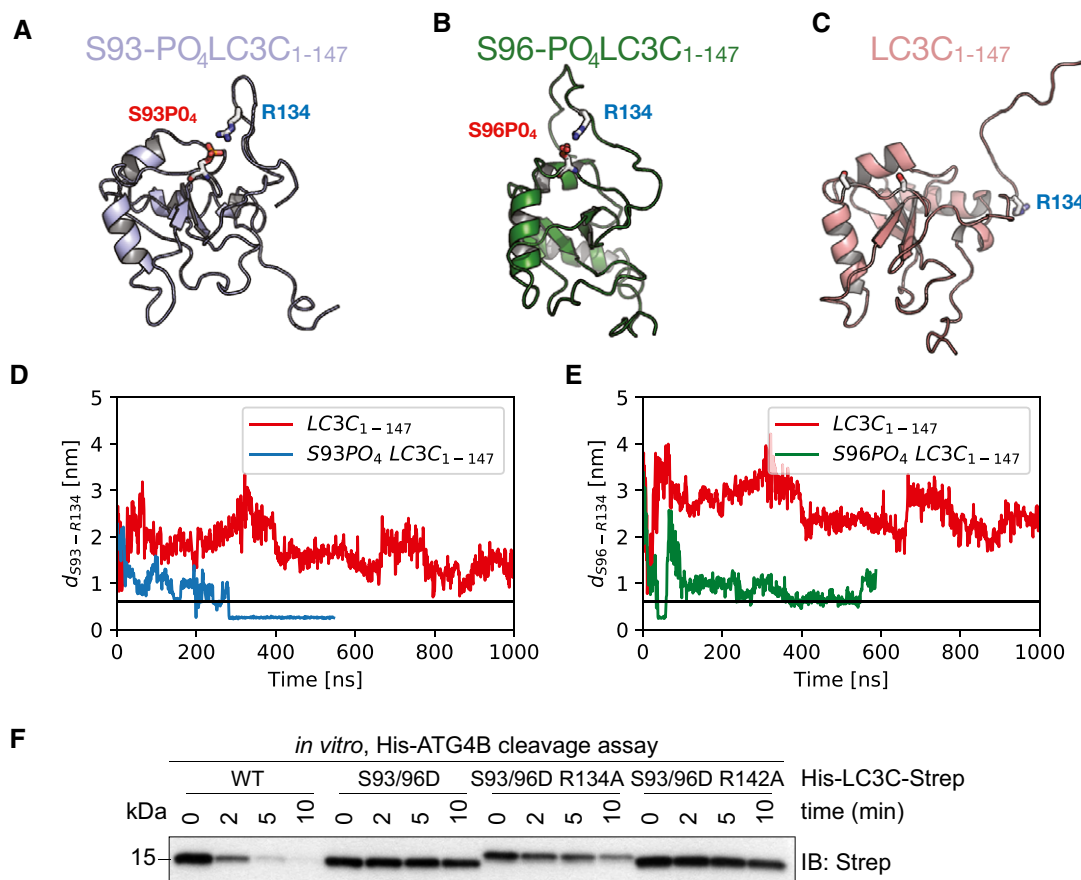 A
B
C
S93-PO4LC3C1-147
S96-PO4LC3C1-147
LC3C1-147
S93P04
R134
S96P04
R134
R134
D
5
4
3
2
1
0
dS93−R134 [nm]
LC3C1−147
S93PO4 LC3C1−147
0
200
400
600
800
1000
Time [ns]
E
5
4
3
2
1
0
dS96−R134 [nm]
LC3C1−147
S96PO4 LC3C1−147
0
200
400
600
800
1000
Time [ns]
F
in vitro, His-ATG4B cleavage assay
WT S93/96D S93/96D R134A S93/96D R142A His-LC3C-Strep
kDa 0 2 5 10 0 2 5 10 0 2 5 10 0 2 5 10 time (min)
15 IB: Strep